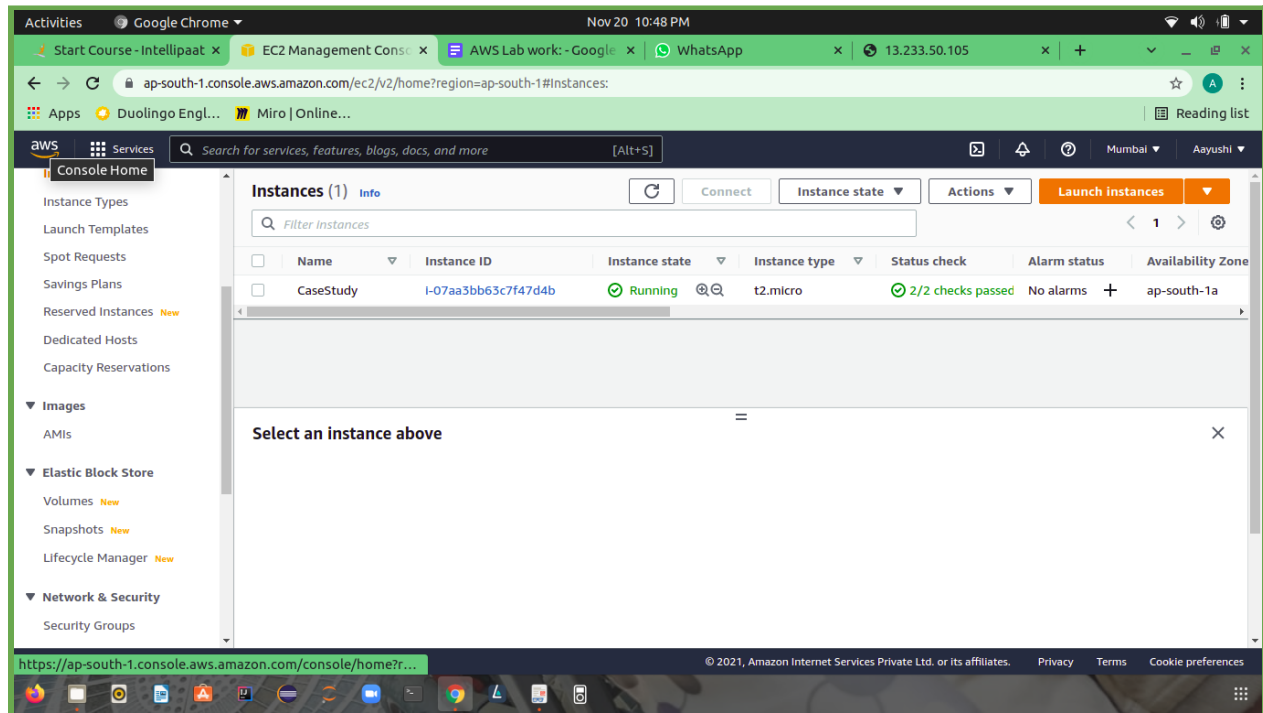 Activities Google Chrome Nov 20 10:48 PM
Start Course - Intellipaat EC2 Management Consc AWS Lab work: - Google WhatsApp 13.233.50.105
ap-south-1.console.aws.amazon.com/ec2/v2/home?region=ap-south-1#Instances: A
Apps Duolingo Engl... Miro | Online... Reading list
aws Services Search for services, features, blogs, docs, and more [Alt+S] Mumbai Aayushi
Console Home
Instances (1) Info Connect Instance state Actions Launch instances
Instance Types
Launch Templates
Filter instances 1
Spot Requests
Name Instance ID Instance state Instance type Status check Alarm status Availability Zone
Savings Plans
CaseStudy i-07aa3bb63c7f47d4b Running t2.micro 2/2 checks passed No alarms ap-south-1a
Reserved Instances New
Dedicated Hosts
Capacity Reservations
Images
AMIs
Select an instance above
Elastic Block Store
Volumes New
Snapshots New
Lifecycle Manager New
Network & Security
Security Groups
https://ap-south-1.console.aws.amazon.com/console/home?r...
© 2021, Amazon Internet Services Private Ltd. or its affiliates. Privacy Terms Cookie preferences